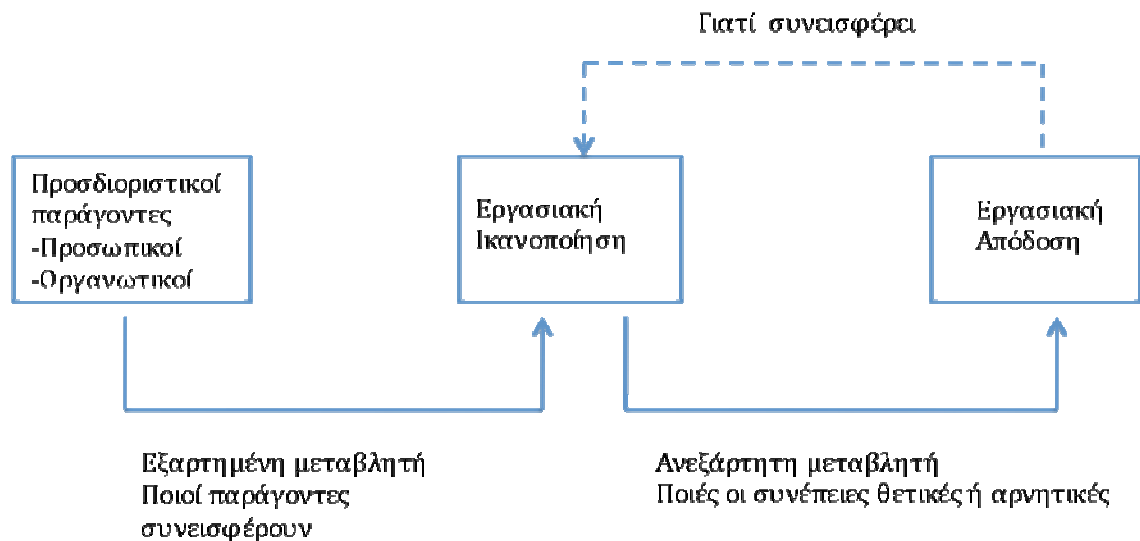 Γιατί συνεισφέρει
Προσδιοριστικοί
παράγοντες
-Προσωπικοί
-Οργανωτικοί
Εργασιακή
Ικανοποίηση
Εργασιακή
Απόδοση
Εξαρτημένη μεταβλητή
Ποιοί παράγοντες
συνεισφέρουν
Ανεξάρτητη μεταβλητή
Ποιές οι συνέπειες θετικές ή αρνητικές